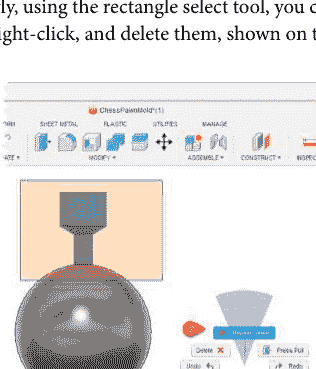 ly, using the rectangle select tool, you c
ight-click, and delete them, shown on t
ChessPawnMold*(1)
SHEET METAL PLASTIC UTILITIES MANAGE
MODIFY ASSEMBLE CONSTRUCT INSPEC
Delete Press Pull
Undo Redo